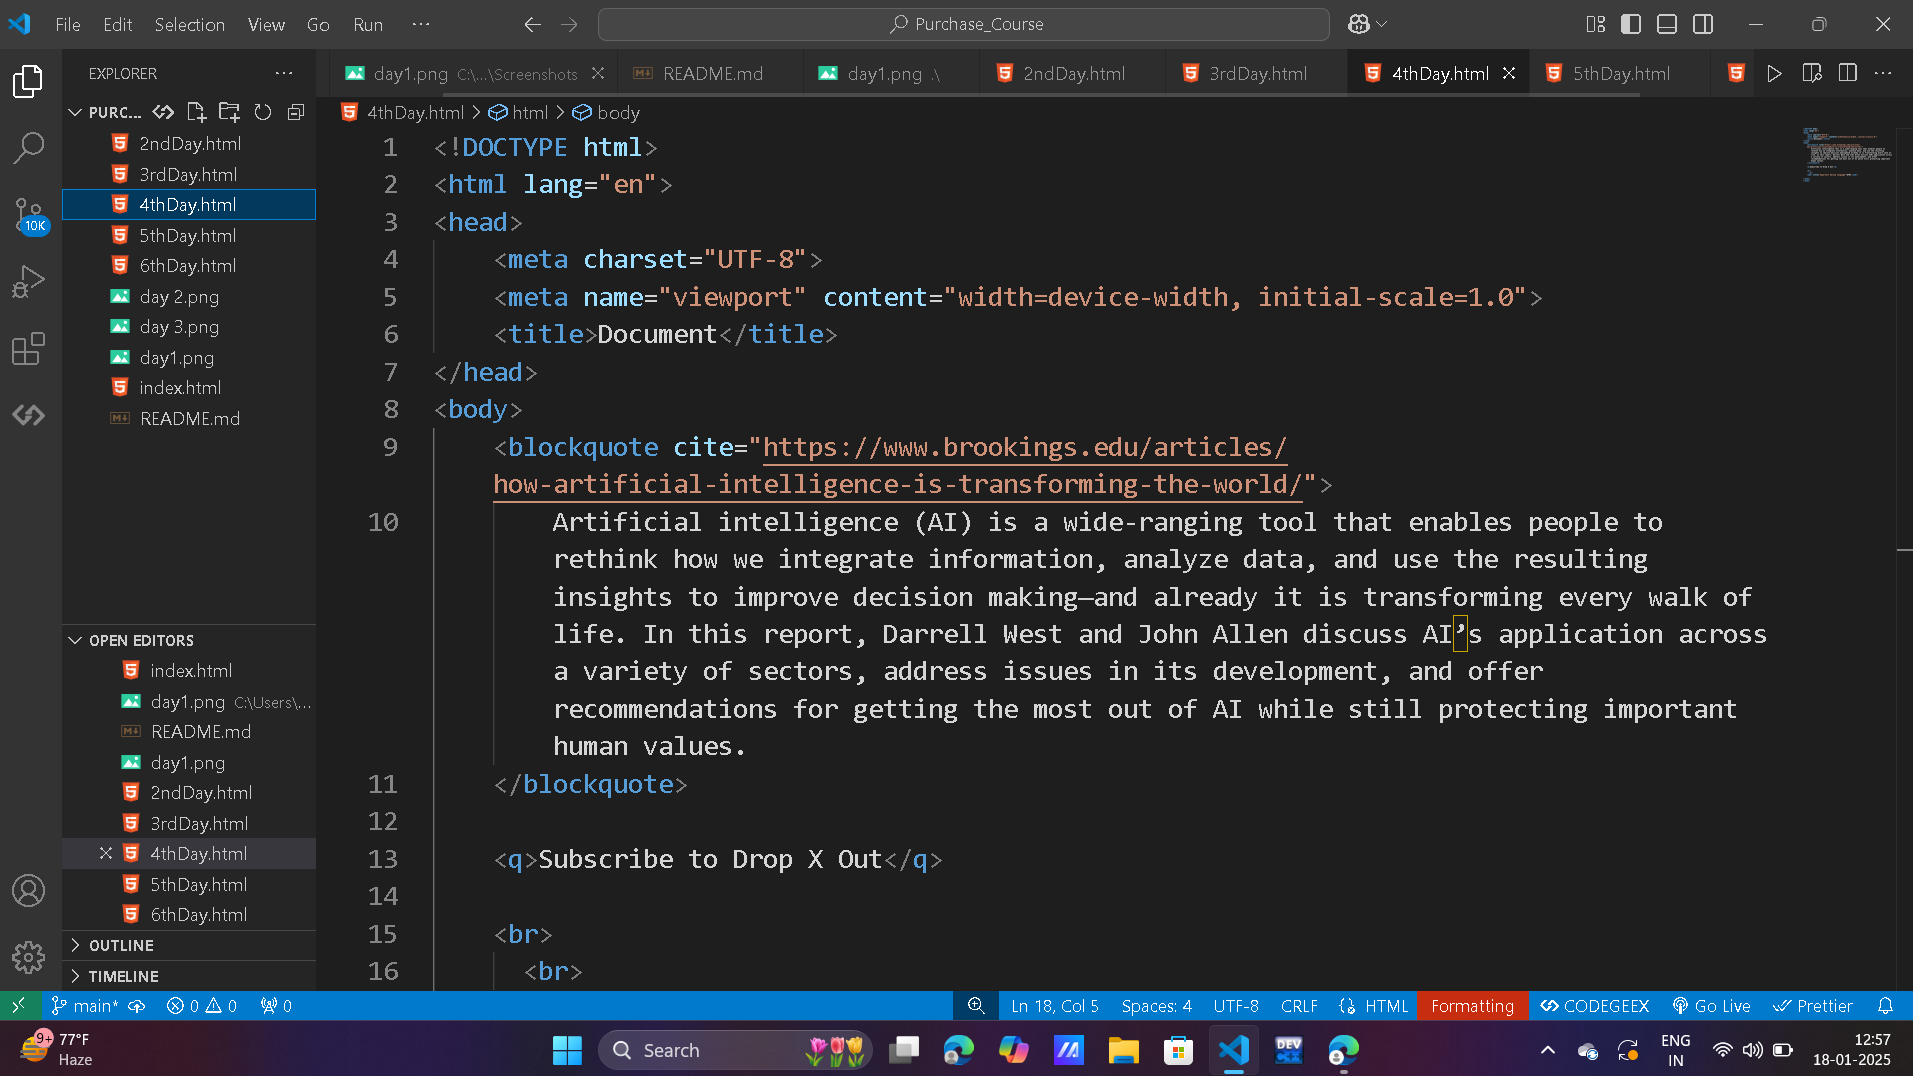 File Edit Selection View Go Run ··· Purchase_Course
EXPLORER ···
day1.png C:\...\Screenshots README.md day1.png .\ 2ndDay.html 3rdDay.html 4thDay.html 5thDay.html
PURC...
4thDay.html > html > body
2ndDay.html
3rdDay.html
4thDay.html
5thDay.html
6thDay.html
day 2.png
day 3.png
day1.png
index.html
README.md
10K
1 <!DOCTYPE html>
2 <html lang="en">
3 <head>
4 <meta charset="UTF-8">
5 <meta name="viewport" content="width=device-width, initial-scale=1.0">
6 <title>Document</title>
7 </head>
8 <body>
9 <blockquote cite="https://www.brookings.edu/articles/
how-artificial-intelligence-is-transforming-the-world/">
10 Artificial intelligence (AI) is a wide-ranging tool that enables people to
rethink how we integrate information, analyze data, and use the resulting
insights to improve decision making—and already it is transforming every walk of
life. In this report, Darrell West and John Allen discuss AI’s application across
a variety of sectors, address issues in its development, and offer
recommendations for getting the most out of AI while still protecting important
human values.
11 </blockquote>
12
13 <q>Subscribe to Drop X Out</q>
14
15 <br>
16 <br>
OPEN EDITORS
index.html
day1.png C:\Users\...
README.md
day1.png
2ndDay.html
3rdDay.html
4thDay.html
5thDay.html
6thDay.html
OUTLINE
TIMELINE
main* 0 0 0 Ln 18, Col 5 Spaces: 4 UTF-8 CRLF HTML Formatting CODEGEEX Go Live Prettier
9+ 77°F
Haze
Search
DEV
ENG
IN
12:57
18-01-2025